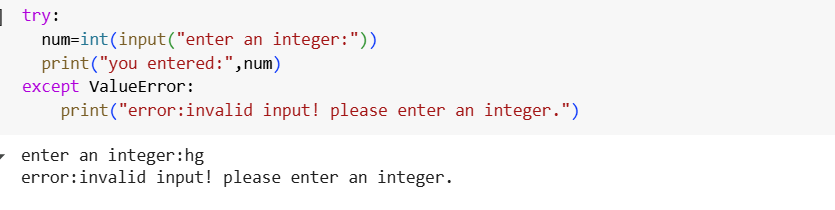 try:
  num=int(input("enter an integer:"))
  print("you entered:",num)
except ValueError:
    print("error:invalid input! please enter an integer.")
enter an integer:hg
error:invalid input! please enter an integer.